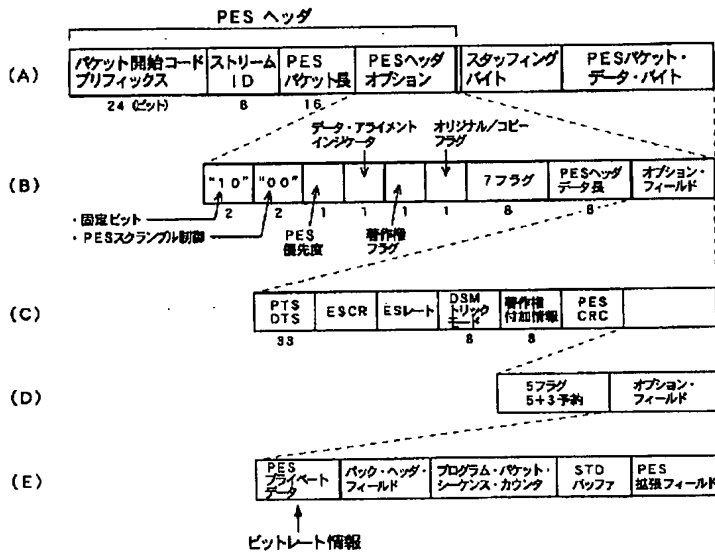 PES ヘッダ
(A)
パケット開始コード
プリフィックス
ストリーム
ID
PES
パケット長
PESヘッダ
オプション
スタッフィング
バイト
PESパケット・
データ・バイト
24 (ビット)
8
16
データ・アライメント
インジケータ
オリジナル/コピー
フラグ
(B)
"10"
"00"
7フラグ
PESヘッダ
データ長
オプション・
フィールド
・固定ビット
・PESスクランブル制御
2
2
1
1
1
1
8
8
PES
優先度
著作権
フラグ
(C)
PTS
DTS
ESCR
ESレート
DSM
トリック
モード
著作権
付加情報
PES
CRC
33
8
8
(D)
5フラグ
5+3予約
オプション・
フィールド
(E)
PES
プライベート
データ
パック・ヘッダ・
フィールド
プログラム・パケット・
シーケンス・カウンタ
STD
バッファ
PES
拡張フィールド
ビットレート情報